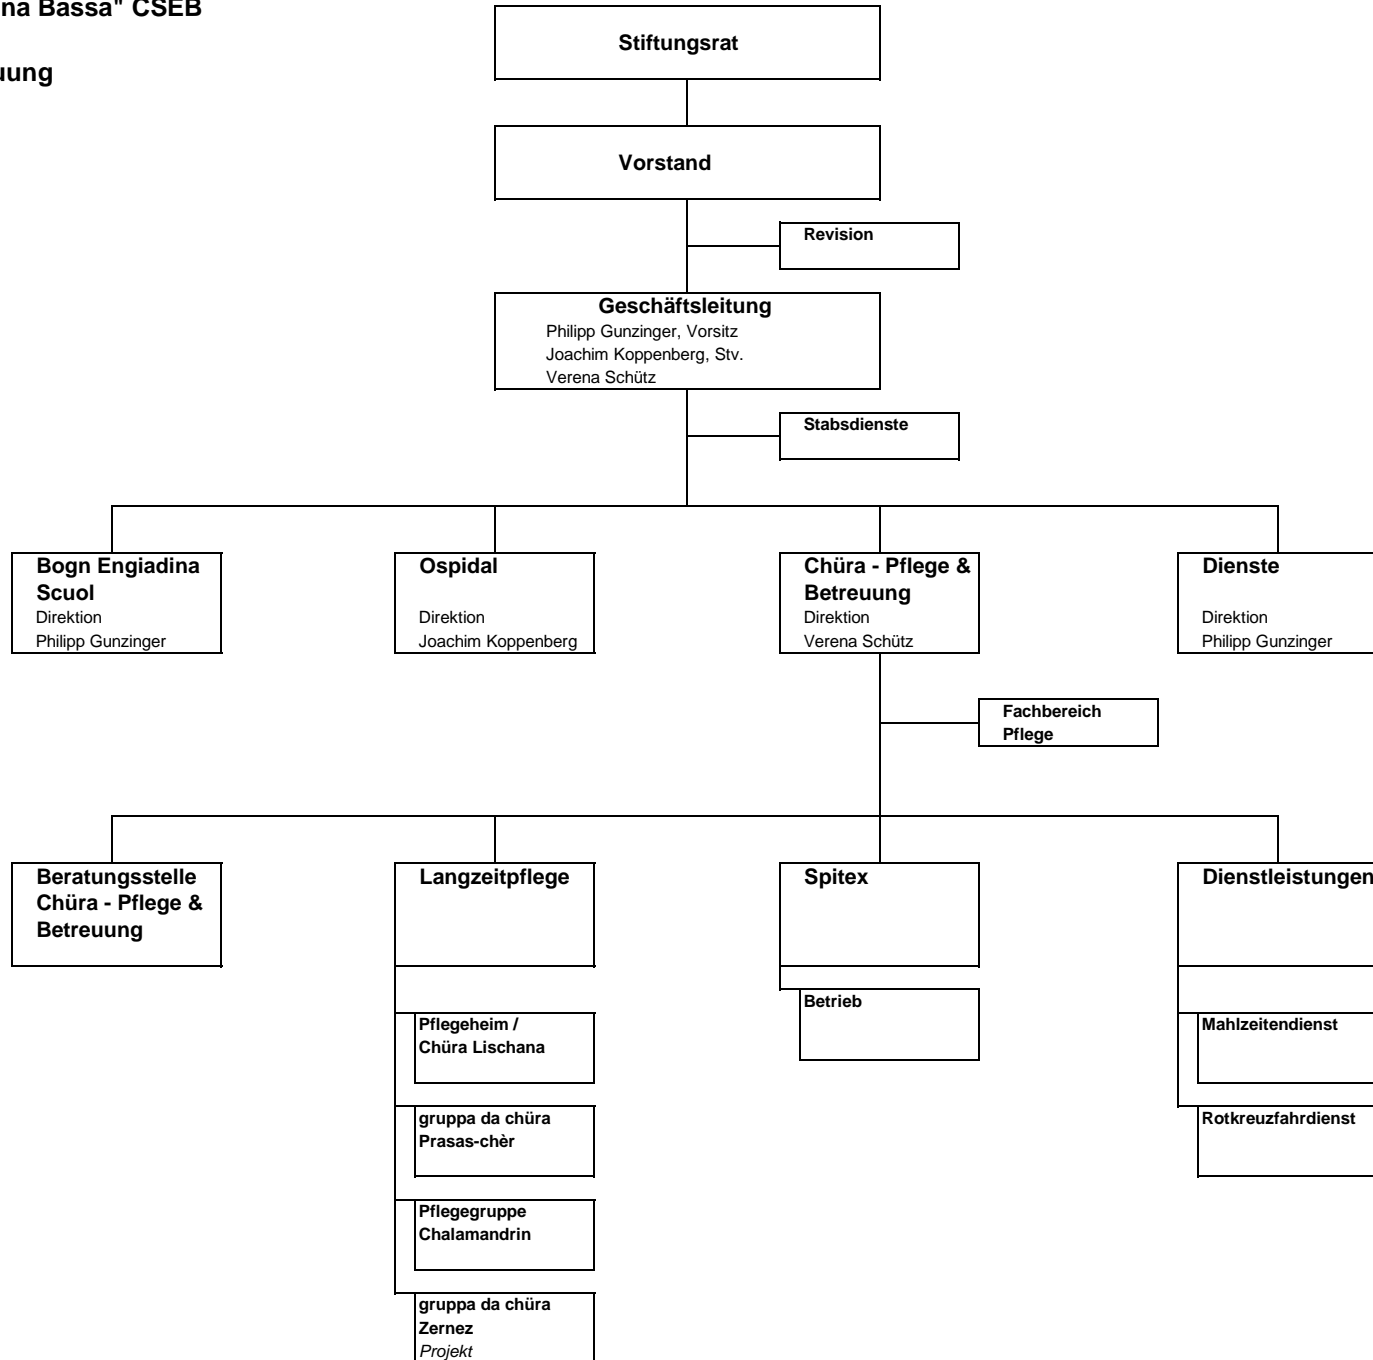 na Bassa" CSEB
uung
Stiftungsrat
Vorstand
Revision
Geschäftsleitung
Philipp Gunzinger, Vorsitz
Joachim Koppenberg, Stv.
Verena Schütz
Stabsdienste
Bogn Engiadina
Scuol
Direktion
Philipp Gunzinger
Ospidal
Direktion
Joachim Koppenberg
Chüra - Pflege &
Betreuung
Direktion
Verena Schütz
Dienste
Direktion
Philipp Gunzinger
Fachbereich
Pflege
Beratungsstelle
Chüra - Pflege &
Betreuung
Langzeitpflege
Spitex
Dienstleistungen
Pflegeheim /
Chüra Lischana
gruppa da chüra
Prasas-chèr
Pflegegruppe
Chalamandrin
gruppa da chüra
Zernez
Projekt
Betrieb
Mahlzeitendienst
Rotkreuzfahrdienst